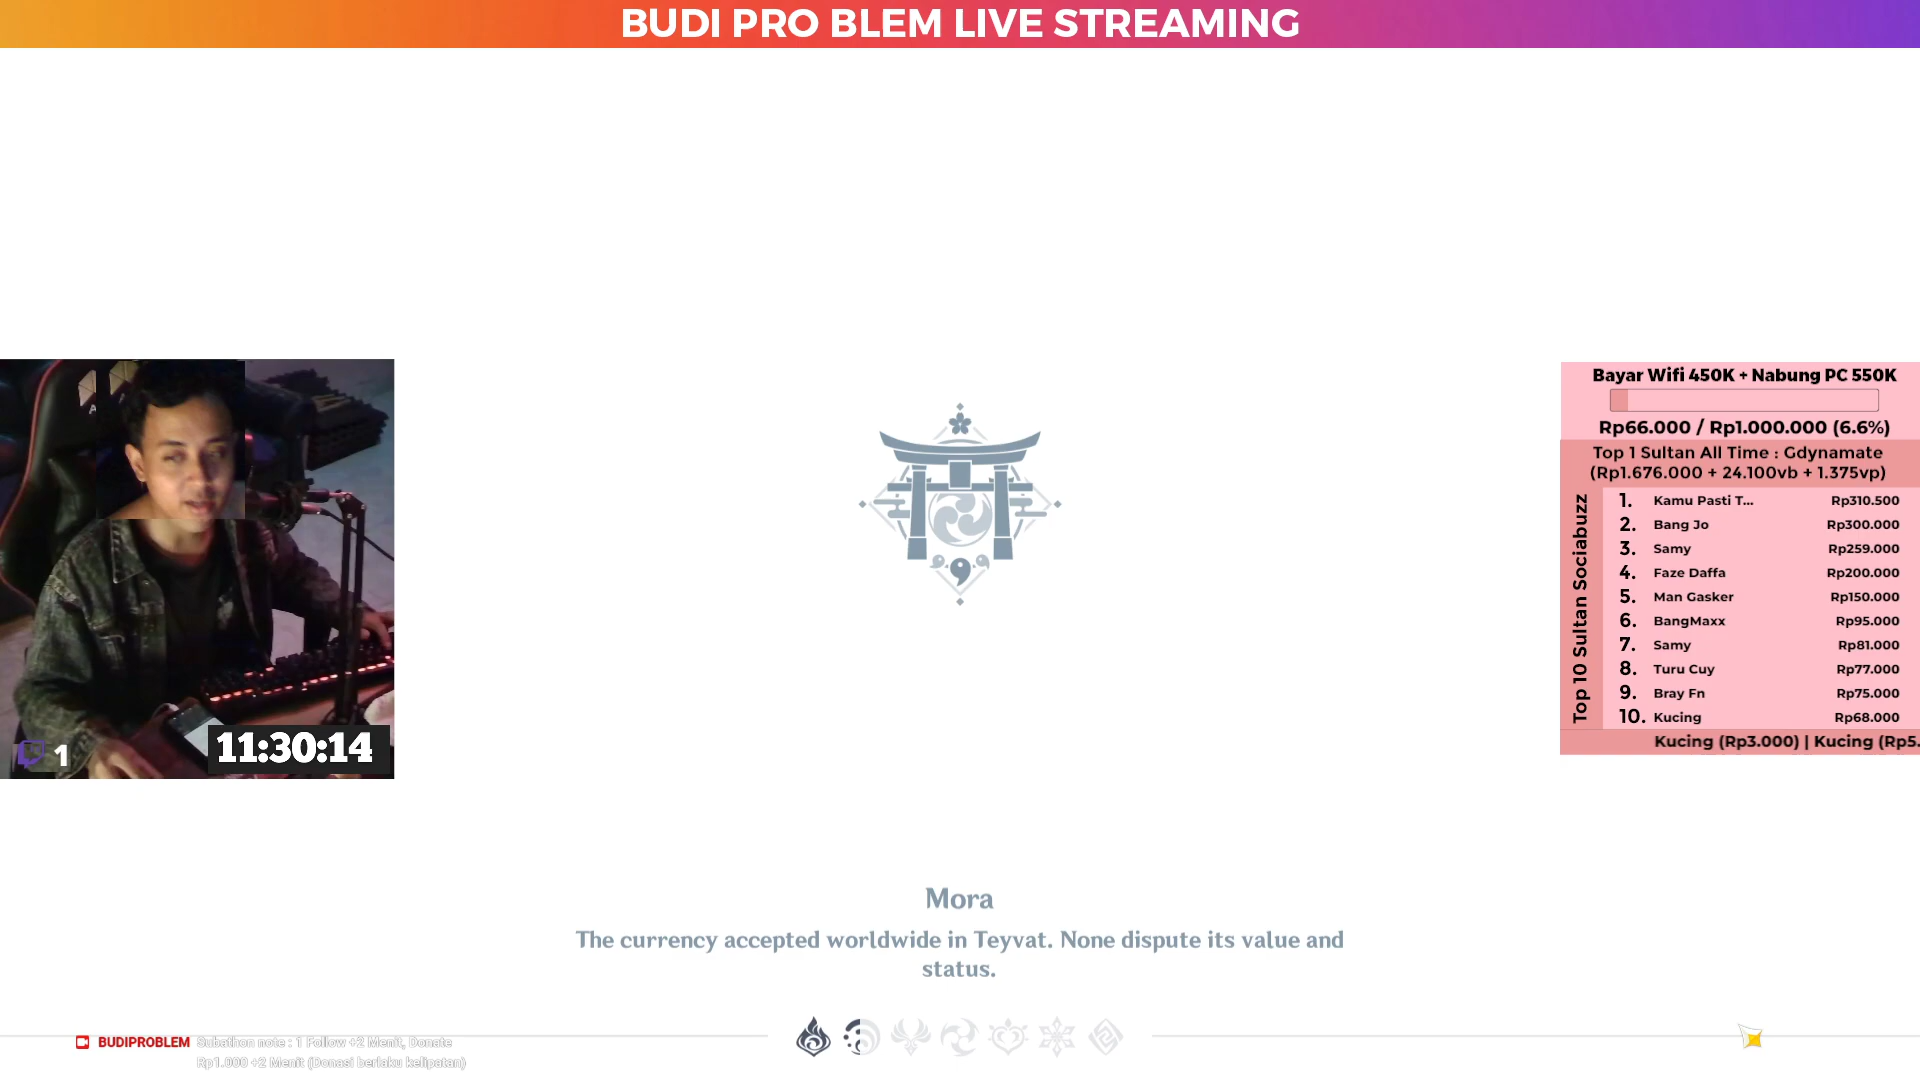 BUDI PRO BLEM LIVE STREAMING
Bayar Wifi 450K + Nabung PC 550K
Rp66.000 / Rp1.000.000 (6.6%)
Top 1 Sultan All Time : Gdynamate
(Rp1.676.000 + 24.100vb + 1.375vp)
Top 10 Sultan Sociabuzz
1. Kamu Pasti T... Rp310.500
2. Bang Jo Rp300.000
3. Samy Rp259.000
4. Faze Daffa Rp200.000
5. Man Gasker Rp150.000
6. BangMaxx Rp95.000
7. Samy Rp81.000
8. Turu Cuy Rp77.000
9. Bray Fn Rp75.000
10. Kucing Rp68.000
Kucing (Rp3.000) | Kucing (Rp5.
1
11:30:14
Mora
The currency accepted worldwide in Teyvat. None dispute its value and
status.
BUDIPROBLEM Subathon note : 1 Follow +2 Menit, Donate
Rp1.000 +2 Menit (Donasi berlaku kelipatan)